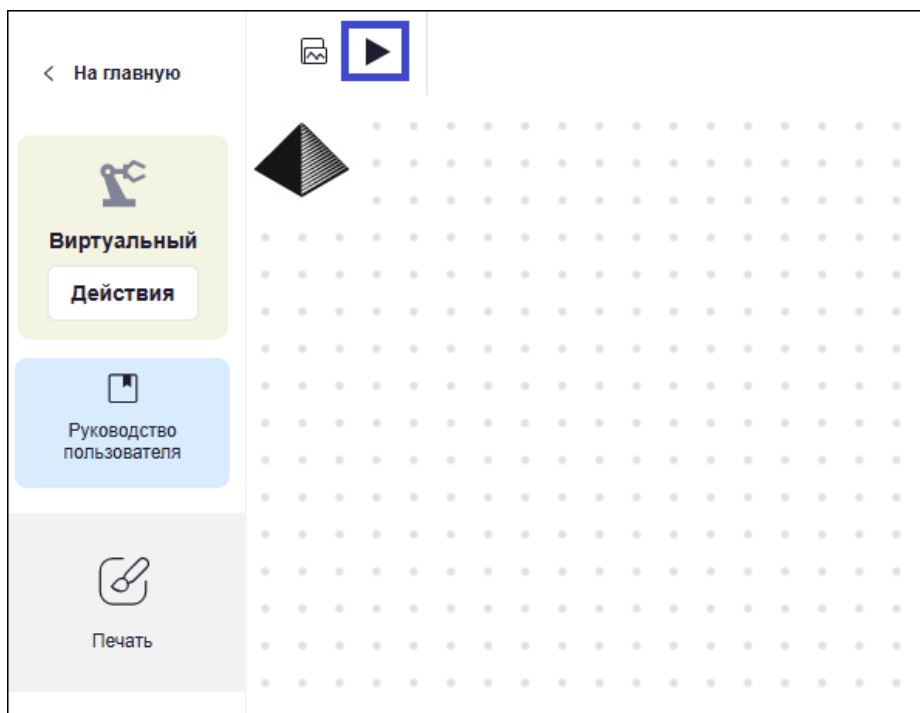 На главную
Виртуальный
Действия
Руководство
пользователя
Печать